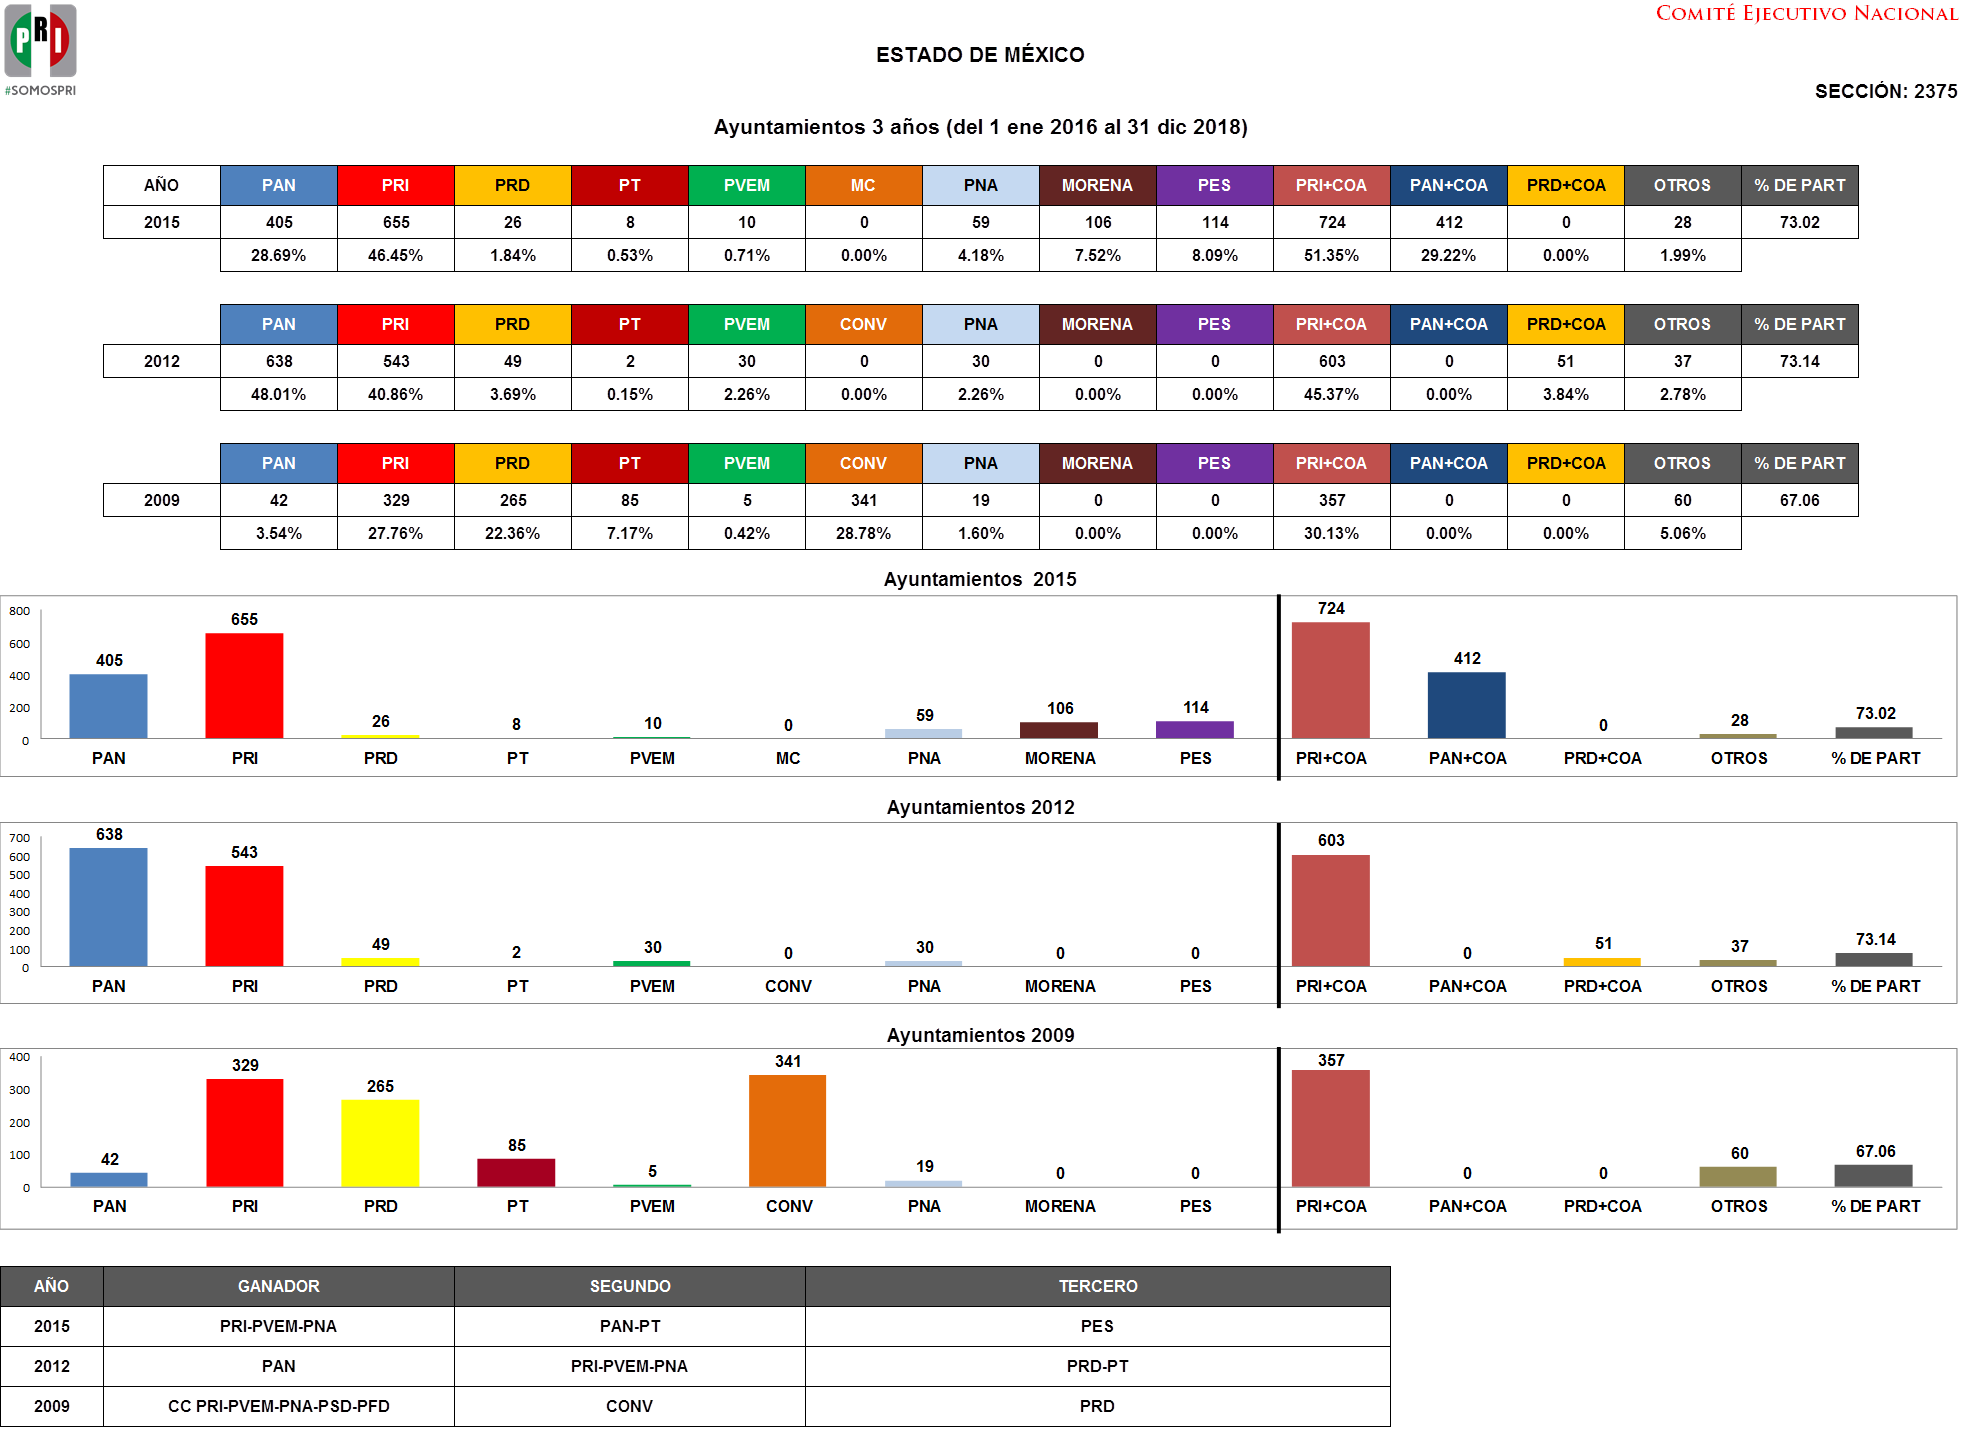 PRI
#SOMOSPRI
COMITÉ EJECUTIVO NACIONAL
ESTADO DE MÉXICO
SECCIÓN: 2375
Ayuntamientos 3 años (del 1 ene 2016 al 31 dic 2018)
AÑO PAN PRI PRD PT PVEM MC PNA MORENA PES PRI+COA PAN+COA PRD+COA OTROS % DE PART
2015 405 655 26 8 10 0 59 106 114 724 412 0 28 73.02
28.69% 46.45% 1.84% 0.53% 0.71% 0.00% 4.18% 7.52% 8.09% 51.35% 29.22% 0.00% 1.99%
PAN PRI PRD PT PVEM CONV PNA MORENA PES PRI+COA PAN+COA PRD+COA OTROS % DE PART
2012 638 543 49 2 30 0 30 0 0 603 0 51 37 73.14
48.01% 40.86% 3.69% 0.15% 2.26% 0.00% 2.26% 0.00% 0.00% 45.37% 0.00% 3.84% 2.78%
PAN PRI PRD PT PVEM CONV PNA MORENA PES PRI+COA PAN+COA PRD+COA OTROS % DE PART
2009 42 329 265 85 5 341 19 0 0 357 0 0 60 67.06
3.54% 27.76% 22.36% 7.17% 0.42% 28.78% 1.60% 0.00% 0.00% 30.13% 0.00% 0.00% 5.06%
Ayuntamientos 2015
800
600
400
200
0
405 655 26 8 10 0 59 106 114 724 412 0 28 73.02
PAN PRI PRD PT PVEM MC PNA MORENA PES PRI+COA PAN+COA PRD+COA OTROS % DE PART
Ayuntamientos 2012
700
600
500
400
300
200
100
0
638 543 49 2 30 0 30 0 0 603 0 51 37 73.14
PAN PRI PRD PT PVEM CONV PNA MORENA PES PRI+COA PAN+COA PRD+COA OTROS % DE PART
Ayuntamientos 2009
400
300
200
100
0
42 329 265 85 5 341 19 0 0 357 0 0 60 67.06
PAN PRI PRD PT PVEM CONV PNA MORENA PES PRI+COA PAN+COA PRD+COA OTROS % DE PART
AÑO GANADOR SEGUNDO TERCERO
2015 PRI-PVEM-PNA PAN-PT PES
2012 PAN PRI-PVEM-PNA PRD-PT
2009 CC PRI-PVEM-PNA-PSD-PFD CONV PRD